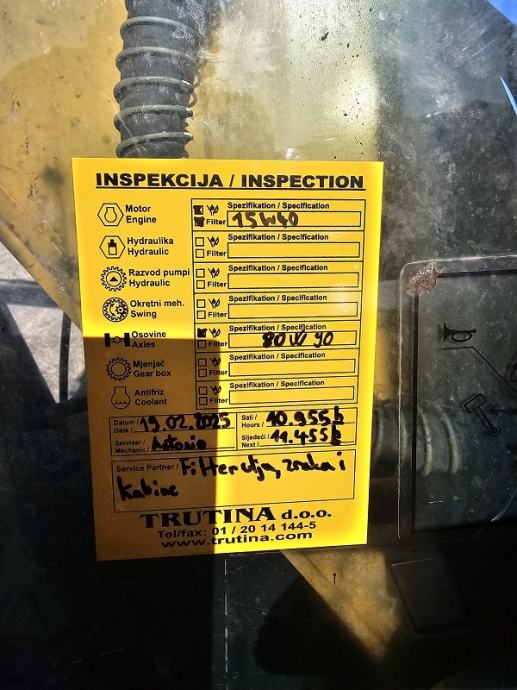 INSPEKCIJA / INSPECTION
Motor
Engine
Spezifikation / Specification
Filter
15W40
Hydraulika
Hydraulic
Spezifikation / Specification
Filter
Razvod pumpi
Hydraulic
Spezifikation / Specification
Filter
Okretni meh.
Swing
Spezifikation / Specification
Filter
Osovine
Axles
Spezifikation / Specification
Filter
80W90
Mjenjač
Gear box
Spezifikation / Specification
Filter
Antifriz
Coolant
Spezifikation / Specification
Filter
Datum /
Date /
19.02.2025
Sati /
Hours /
10.955h
Serviser /
Mechanic /
Antonio
Sljedeći /
Next /
11.455h
Service Partner / Filter ulja, zraka i
kabine
TRUTINA d.o.o.
Tel/fax: 01 / 20 14 144-5
www.trutina.com